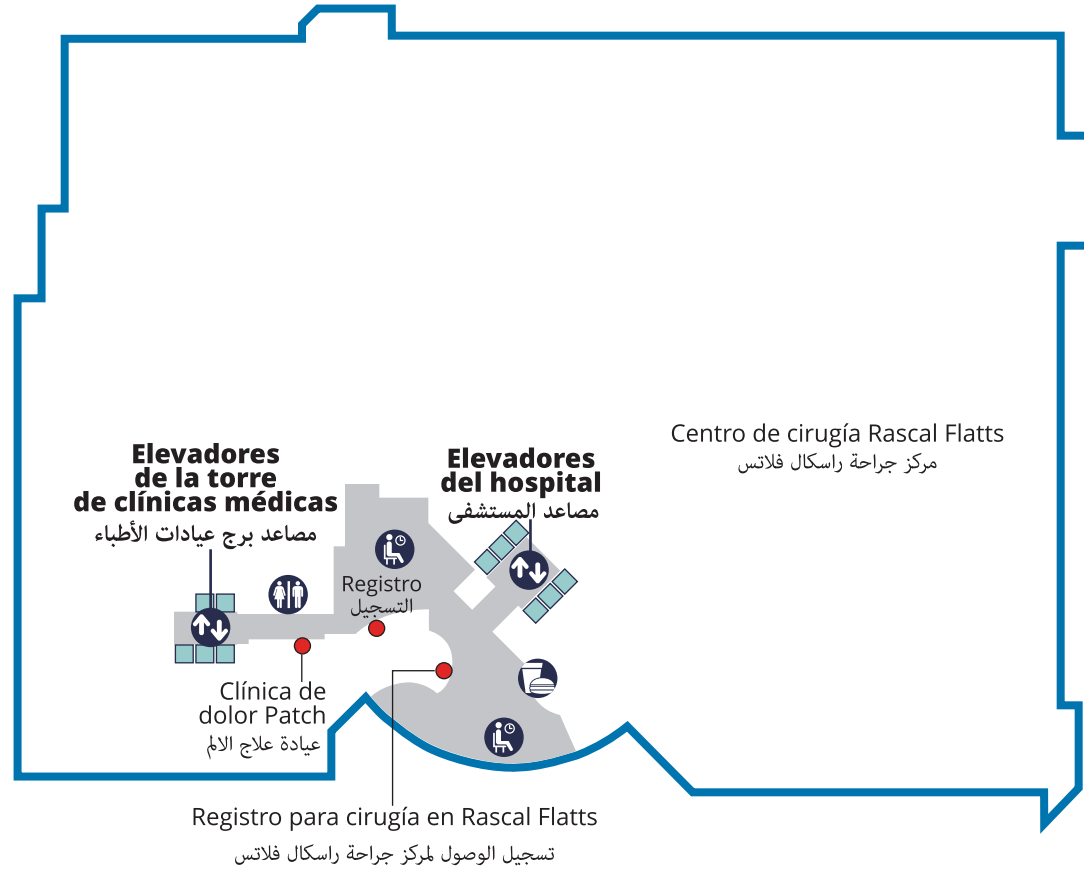 Centro de cirugía Rascal Flatts
مركز جراحة راسكال فلاتس
Elevadores
de la torre
de clínicas médicas
مصاعد برج عيادات الأطباء
Elevadores
del hospital
مصاعد المستشفى
Registro
التسجيل
Clínica de
dolor Patch
عيادة علاج الالم
Registro para cirugía en Rascal Flatts
تسجيل الوصول لمركز جراحة راسكال فلاتس